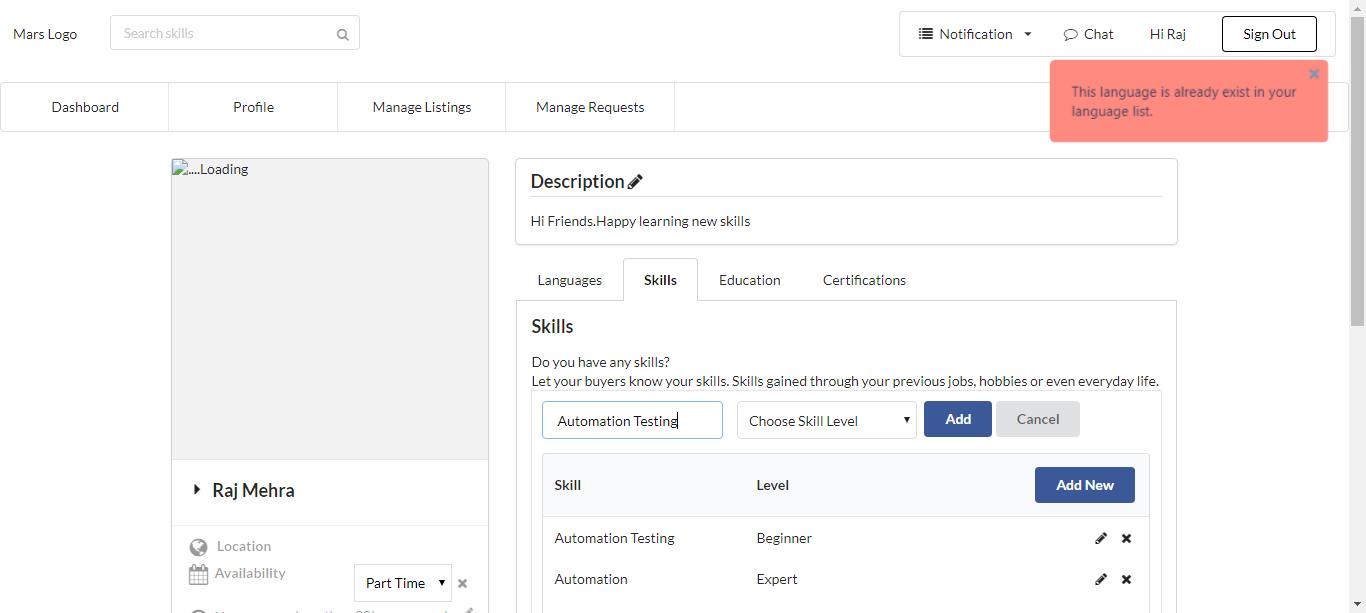 Mars Logo
Search skills
Notification
Chat
Hi Raj
Sign Out
This language is already exist in your
language list.
Dashboard
Profile
Manage Listings
Manage Requests
....Loading
Description
Hi Friends.Happy learning new skills
Languages
Skills
Education
Certifications
Skills
Do you have any skills?
Let your buyers know your skills. Skills gained through your previous jobs, hobbies or even everyday life.
Automation Testing
Choose Skill Level
Add
Cancel
Skill
Level
Add New
Automation Testing
Beginner
Automation
Expert
Raj Mehra
Location
Availability
Part Time